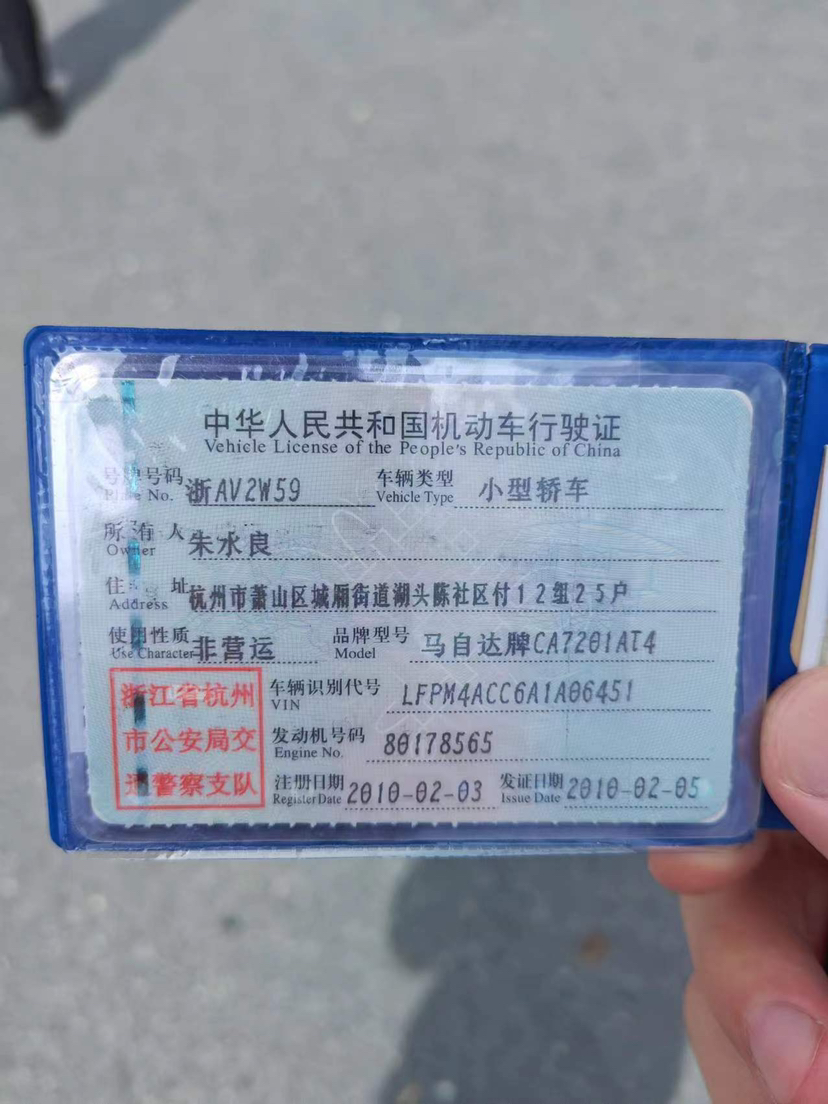 中华人民共和国机动车行驶证
Vehicle License of the People's Republic of China
号牌号码 浙AV2W59 车辆类型 小型轿车
Plate No. Vehicle Type
所有人 朱水良
Owner
住址 杭州市萧山区城厢街道湖头陈社区付12组25户
Address
使用性质 非营运 品牌型号 马自达牌CA7201AT4
Use Character Model
浙江省杭州
市公安局交
通警察支队
车辆识别代号 LFPM4ACC6A1A06451
VIN
发动机号码 80178565
Engine No.
注册日期 2010-02-03 发证日期 2010-02-05
Register Date Issue Date